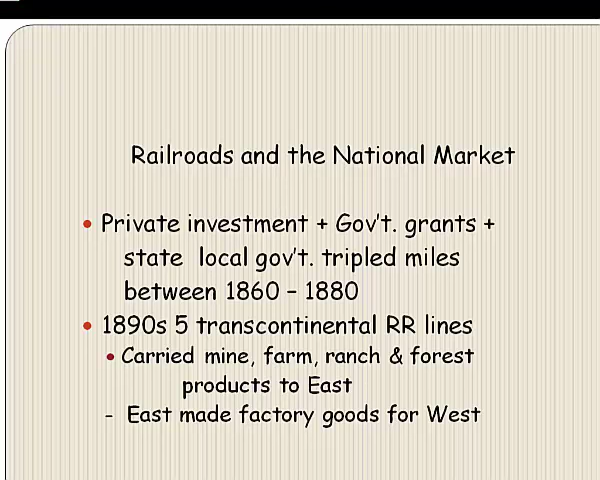 Railroads and the National Market
• Private investment + Gov't. grants +
state local gov't. tripled miles
between 1860 – 1880
• 1890s 5 transcontinental RR lines
• Carried mine, farm, ranch & forest
products to East
- East made factory goods for West